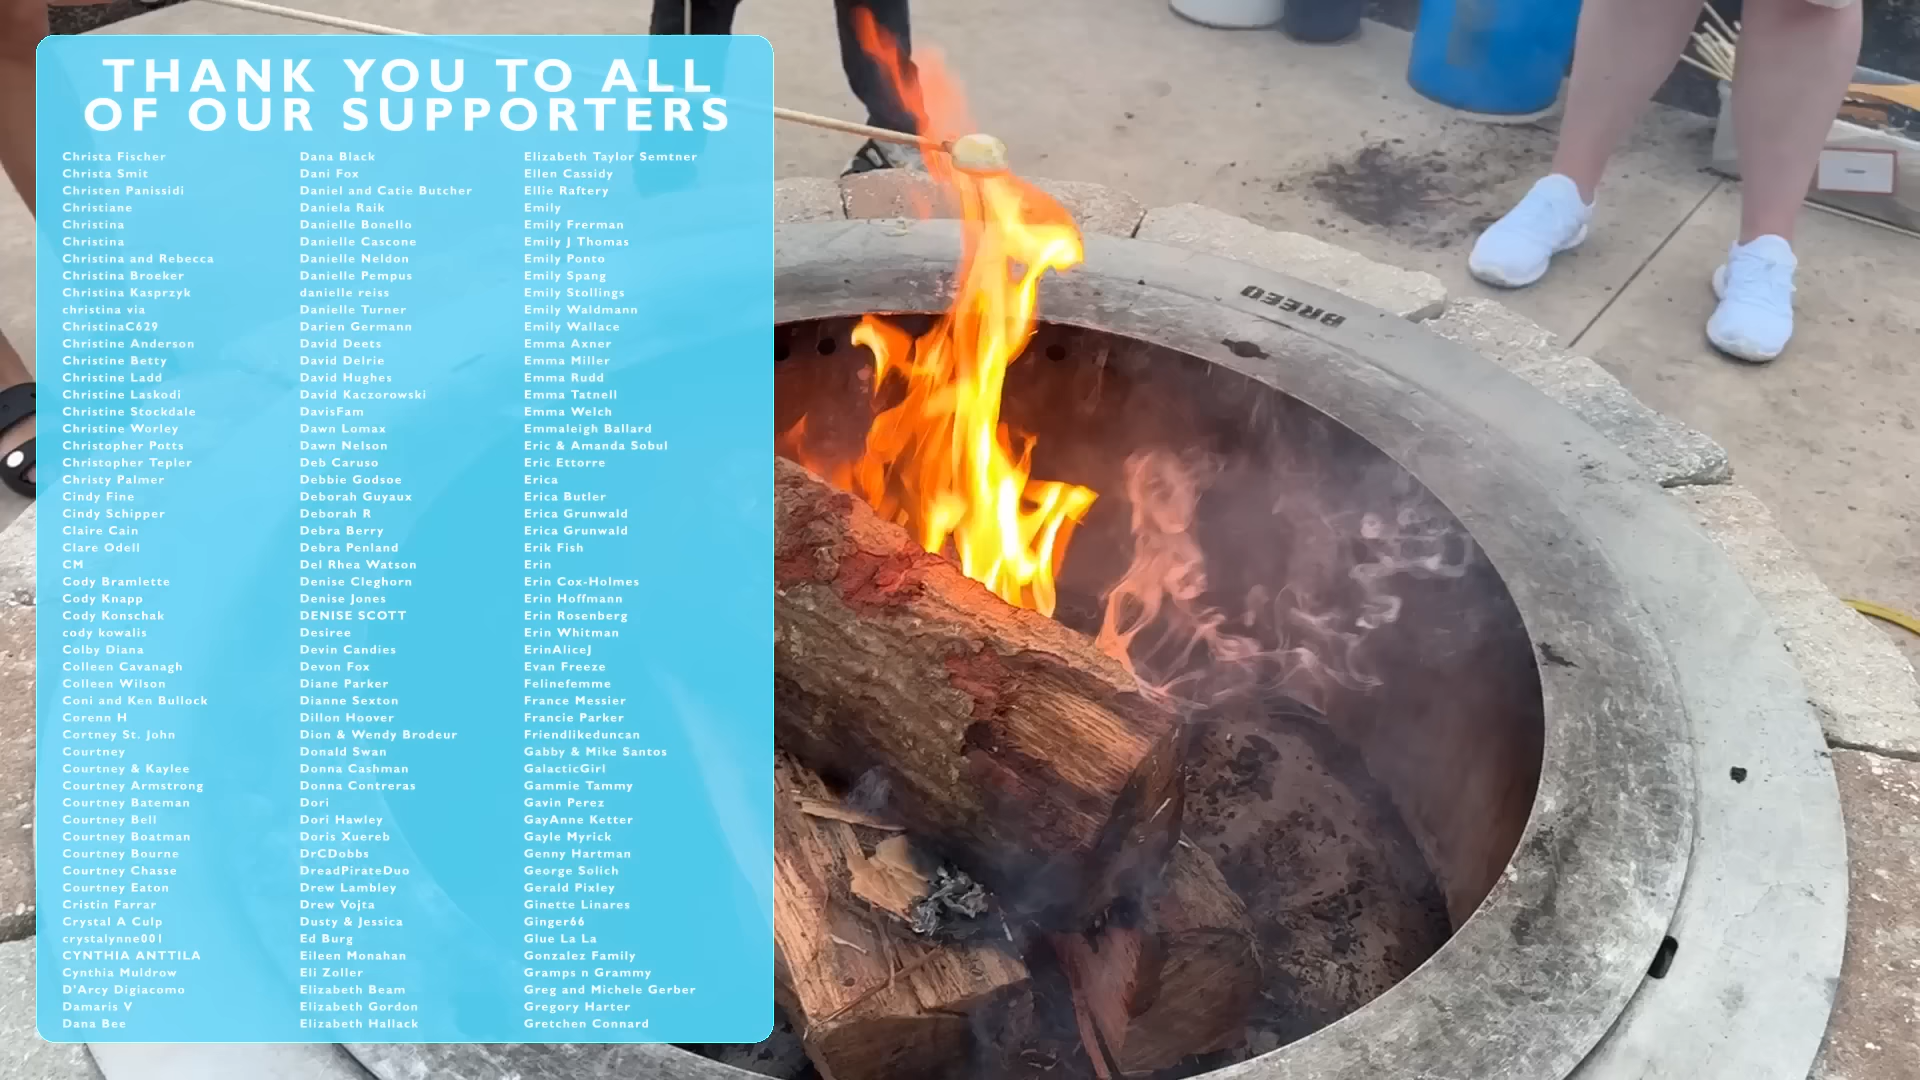 THANK YOU TO ALL
OF OUR SUPPORTERS
Christa Fischer
Christa Smit
Christen Panissidi
Christiane
Christina
Christina
Christina and Rebecca
Christina Broeker
Christina Kasprzyk
christina via
ChristinaC629
Christine Anderson
Christine Betty
Christine Ladd
Christine Laskodi
Christine Stockdale
Christine Worley
Christopher Potts
Christopher Tepler
Christy Palmer
Cindy Fine
Cindy Schipper
Claire Cain
Clare Odell
CM
Cody Bramlette
Cody Knapp
Cody Konschak
cody kowalis
Colby Diana
Colleen Cavanagh
Colleen Wilson
Coni and Ken Bullock
Corenn H
Cortney St. John
Courtney
Courtney & Kaylee
Courtney Armstrong
Courtney Bateman
Courtney Bell
Courtney Boatman
Courtney Bourne
Courtney Chasse
Courtney Eaton
Cristin Farrar
Crystal A Culp
crystalynne001
CYNTHIA ANTTILA
Cynthia Muldrow
D'Arcy Digiacomo
Damaris V
Dana Bee
Dana Black
Dani Fox
Daniel and Catie Butcher
Daniela Raik
Danielle Bonello
Danielle Cascone
Danielle Neldon
Danielle Pempus
danielle reiss
Danielle Turner
Darien Germann
David Deets
David Delrie
David Hughes
David Kaczorowski
DavisFam
Dawn Lomax
Dawn Nelson
Deb Caruso
Debbie Godsoe
Deborah Guyaux
Deborah R
Debra Berry
Debra Penland
Del Rhea Watson
Denise Cleghorn
Denise Jones
DENISE SCOTT
Desiree
Devin Candies
Devon Fox
Diane Parker
Dianne Sexton
Dillon Hoover
Dion & Wendy Brodeur
Donald Swan
Donna Cashman
Donna Contreras
Dori
Dori Hawley
Doris Xuereb
DrCDobbs
DreadPirateDuo
Drew Lambley
Drew Vojta
Dusty & Jessica
Ed Burg
Eileen Monahan
Eli Zoller
Elizabeth Beam
Elizabeth Gordon
Elizabeth Hallack
Elizabeth Taylor Semtner
Ellen Cassidy
Ellie Raftery
Emily
Emily Frerman
Emily J Thomas
Emily Ponto
Emily Spang
Emily Stollings
Emily Waldmann
Emily Wallace
Emma Axner
Emma Miller
Emma Rudd
Emma Tatnell
Emma Welch
Emmaleigh Ballard
Eric & Amanda Sobul
Eric Ettorre
Erica
Erica Butler
Erica Grunwald
Erica Grunwald
Erik Fish
Erin
Erin Cox-Holmes
Erin Hoffmann
Erin Rosenberg
Erin Whitman
ErinAliceJ
Evan Freeze
Felinefemme
France Messier
Francie Parker
Friendlikeduncan
Gabby & Mike Santos
GalacticGirl
Gammie Tammy
Gavin Perez
GayAnne Ketter
Gayle Myrick
Genny Hartman
George Solich
Gerald Pixley
Ginette Linares
Ginger66
Glue La La
Gonzalez Family
Gramps n Grammy
Greg and Michele Gerber
Gregory Harter
Gretchen Connard
BREEO